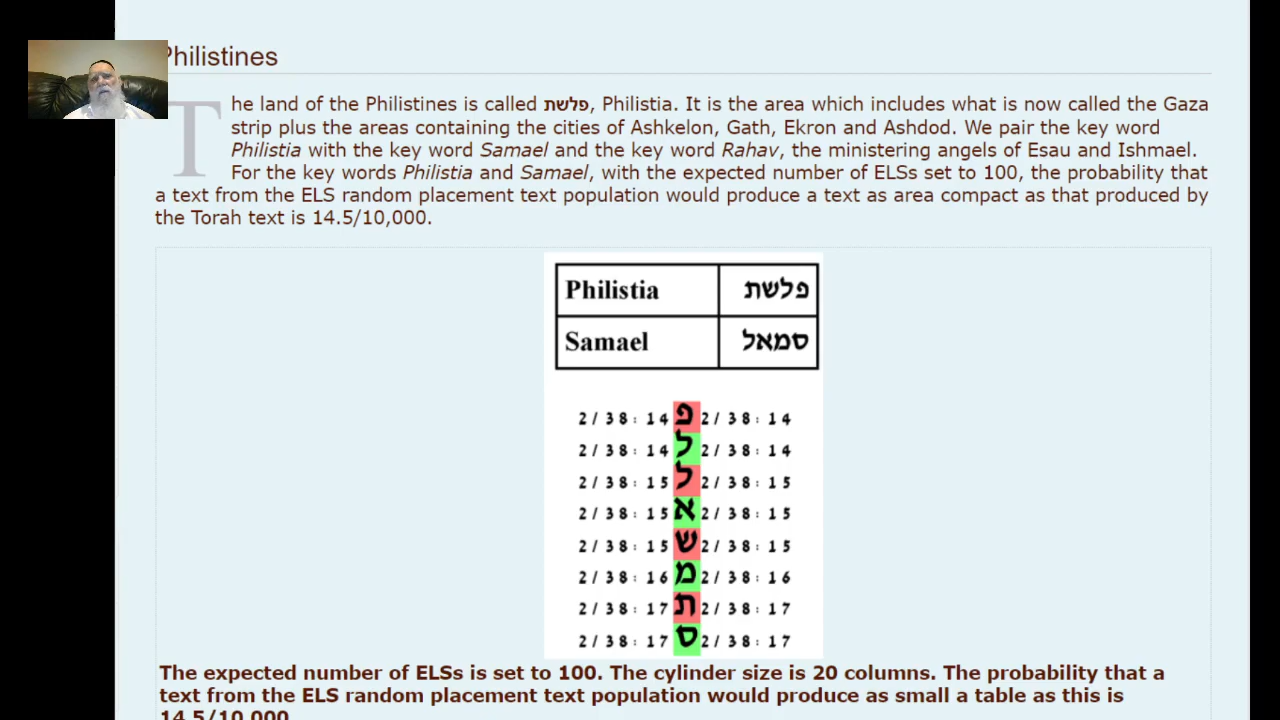 Philistines
The land of the Philistines is called פלשת, Philistia. It is the area which includes what is now called the Gaza
strip plus the areas containing the cities of Ashkelon, Gath, Ekron and Ashdod. We pair the key word
Philistia with the key word Samael and the key word Rahav, the ministering angels of Esau and Ishmael.
For the key words Philistia and Samael, with the expected number of ELSs set to 100, the probability that
a text from the ELS random placement text population would produce a text as area compact as that produced by
the Torah text is 14.5/10,000.
Philistia פלשת
Samael סמאל
2/38:14 פ 2/38:14
2/38:14 ל 2/38:14
2/38:15 ל 2/38:15
2/38:15 א 2/38:15
2/38:15 ש 2/38:15
2/38:16 מ 2/38:16
2/38:17 ת 2/38:17
2/38:17 ס 2/38:17
The expected number of ELSs is set to 100. The cylinder size is 20 columns. The probability that a
text from the ELS random placement text population would produce as small a table as this is
14.5/10,000